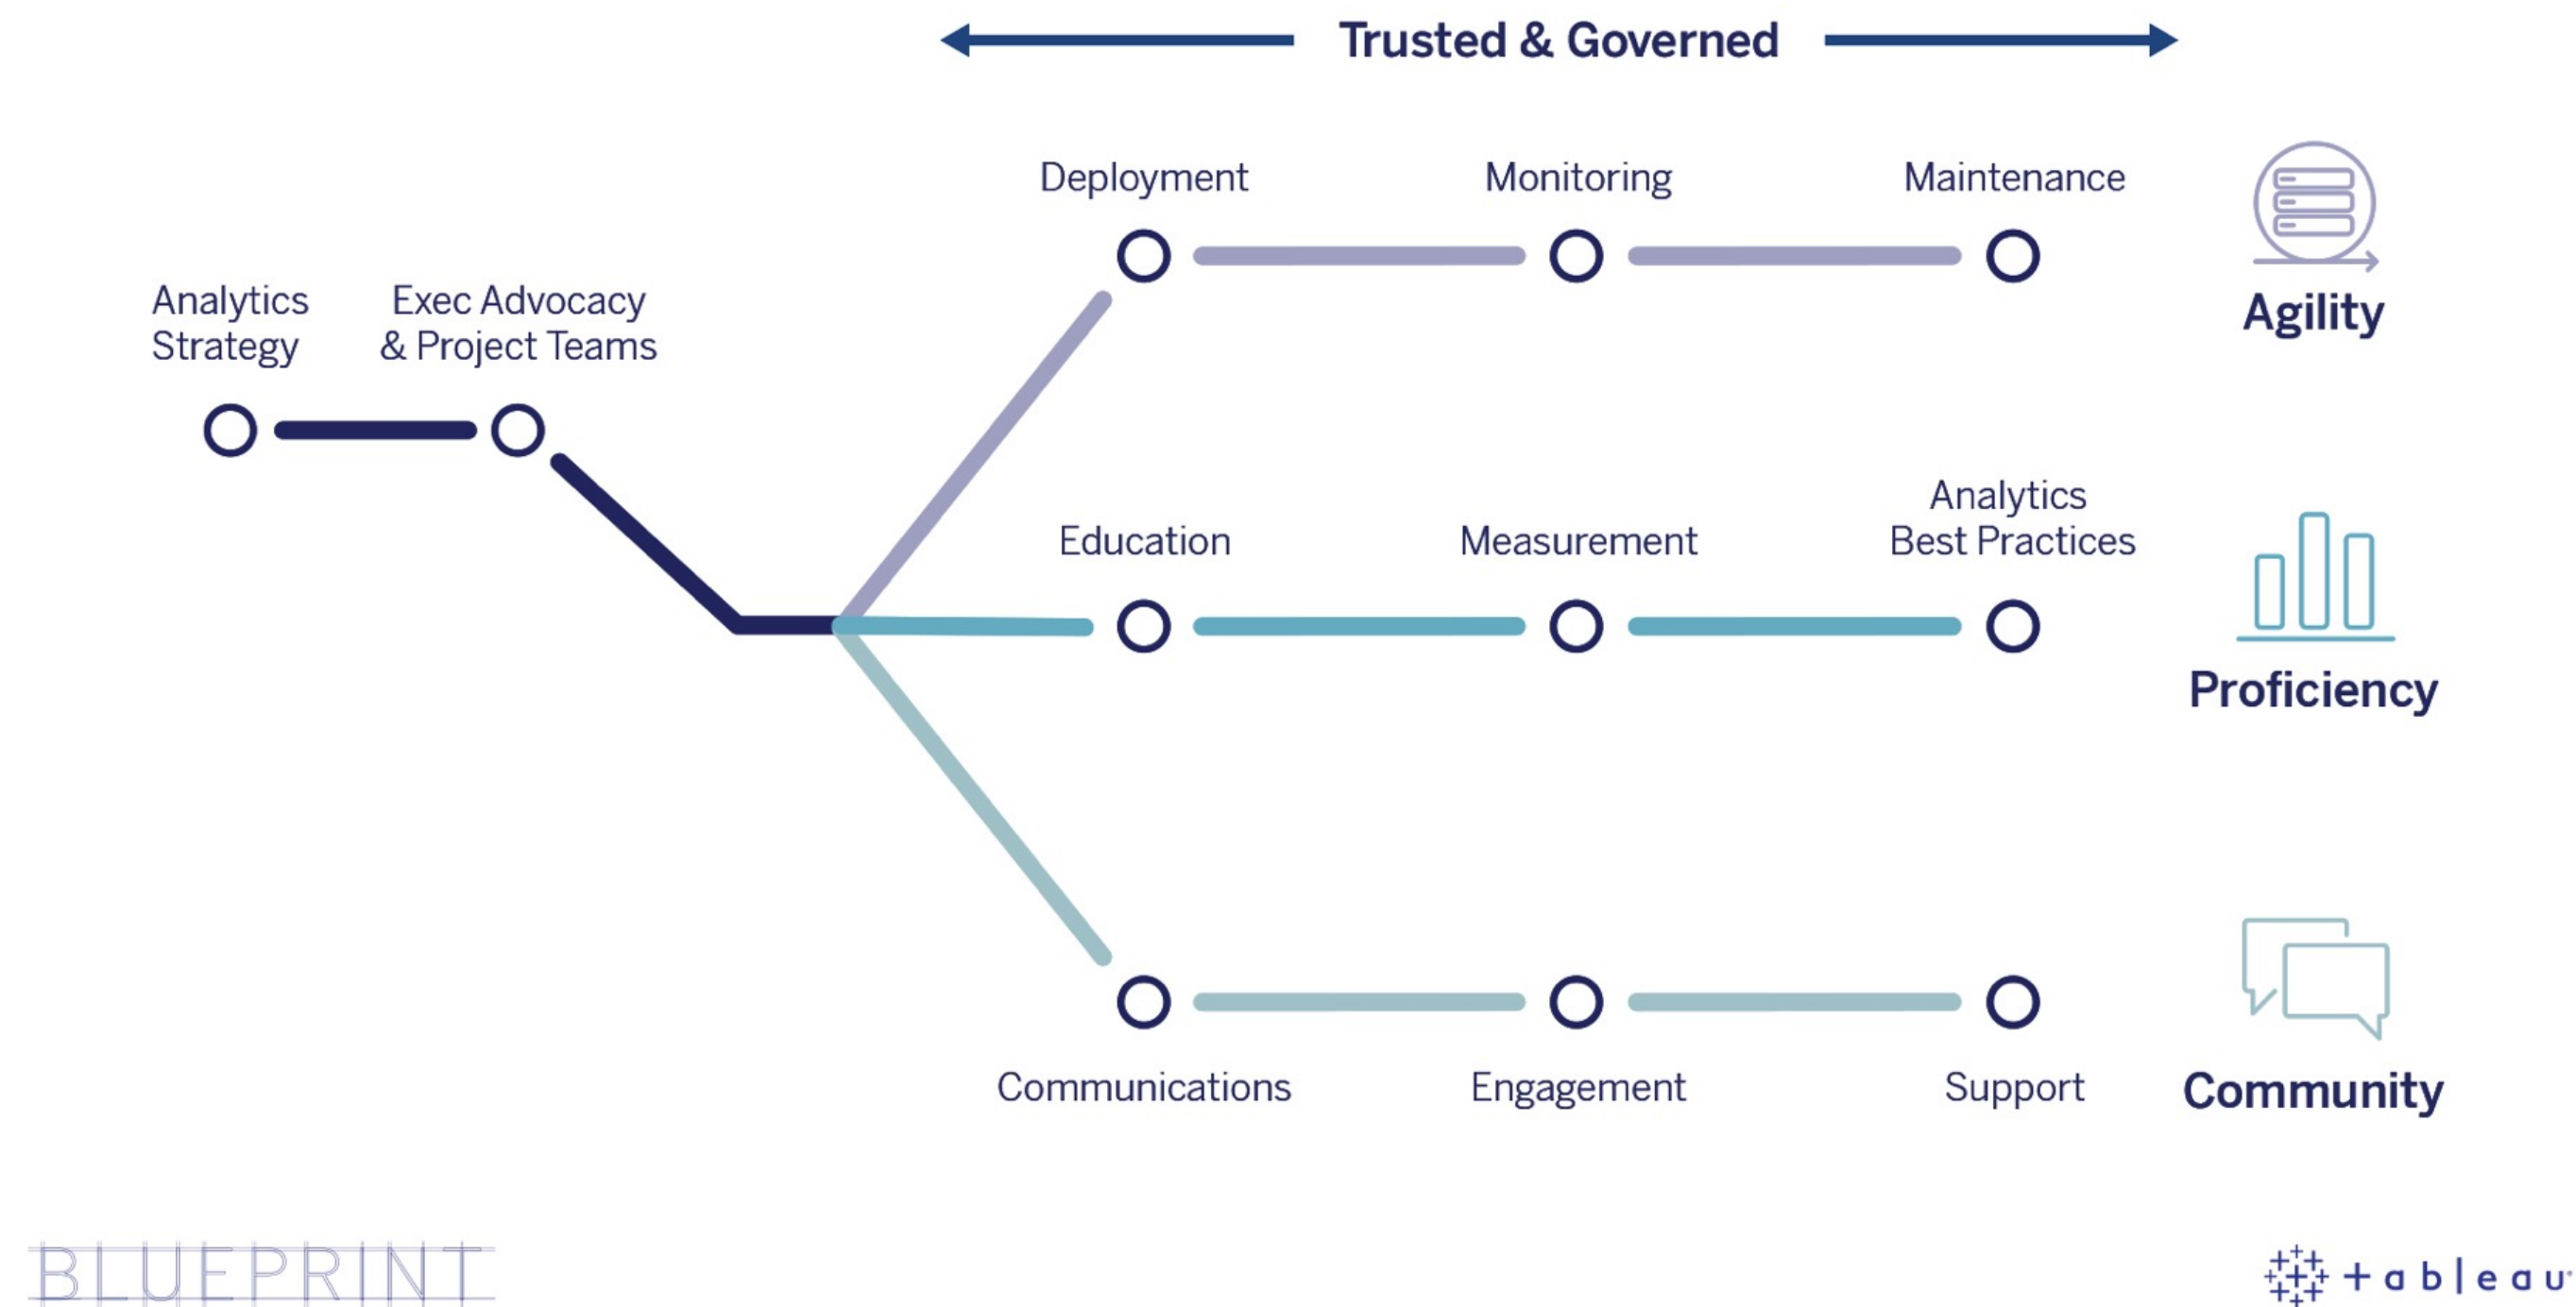 Trusted & Governed
Deployment
Monitoring
Maintenance
Agility
Analytics
Strategy
Exec Advocacy
& Project Teams
Education
Measurement
Analytics
Best Practices
Proficiency
Communications
Engagement
Support
Community
BLUEPRINT
+ableau